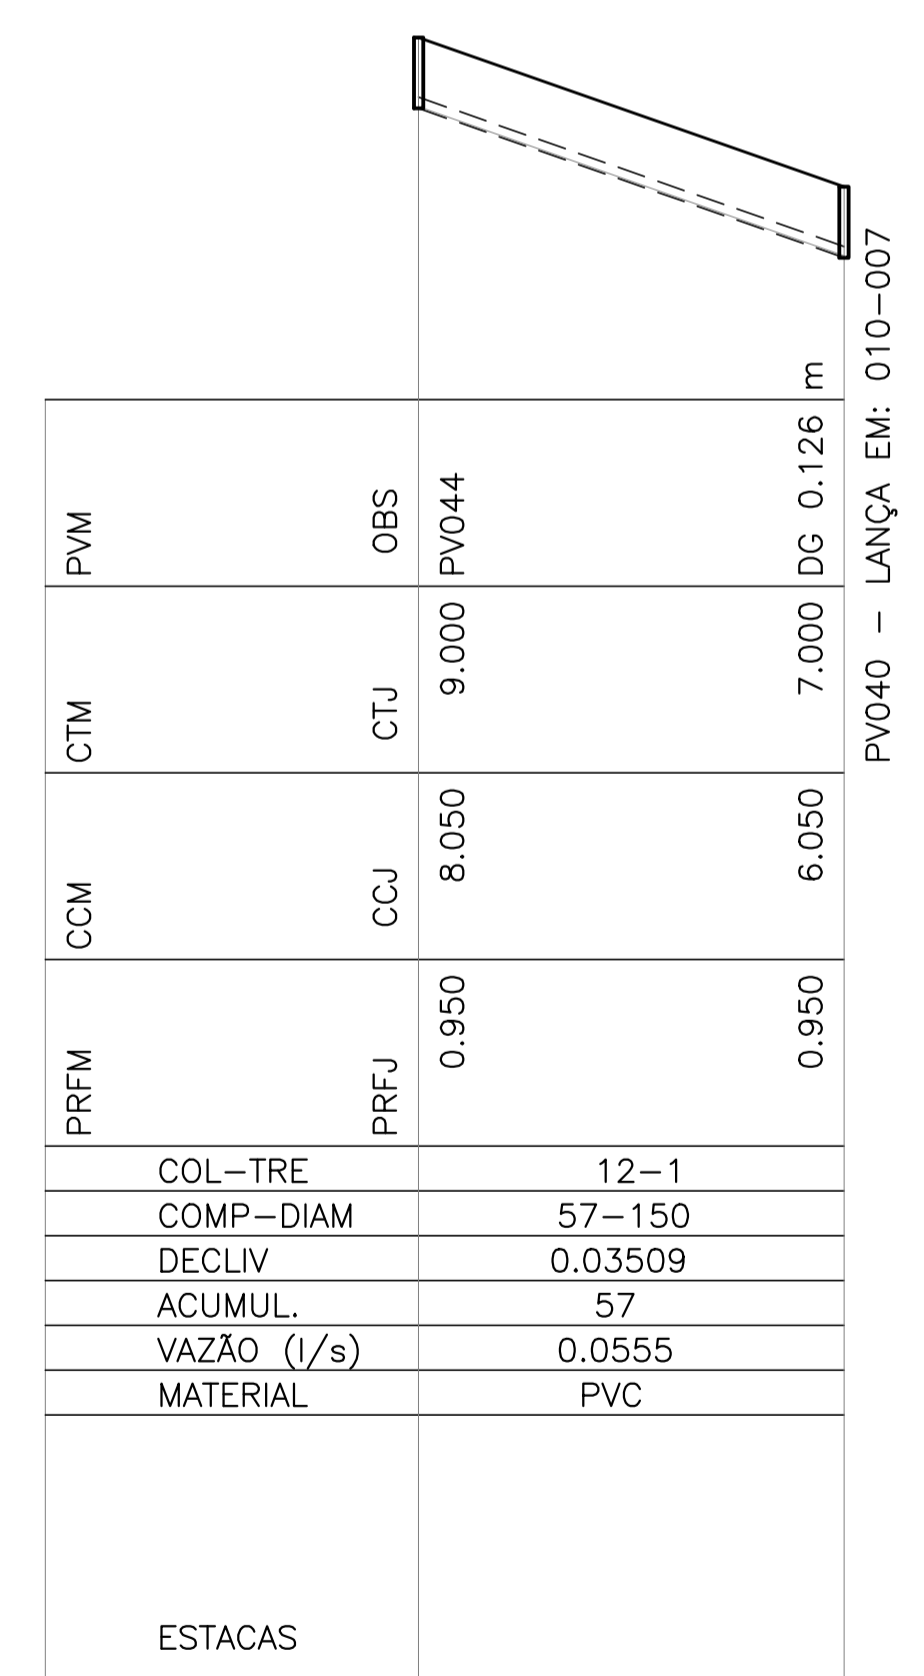 PVM
OBS
PV044
DG 0.126 m
PV040 – LANÇA EM: 010–007
CTM
CTJ
9.000
7.000
CCM
CCJ
8.050
6.050
PRFM
PRFJ
0.950
0.950
COL–TRE 12–1
COMP–DIAM 57–150
DECLIV 0.03509
ACUMUL. 57
VAZÃO (l/s) 0.0555
MATERIAL PVC
ESTACAS